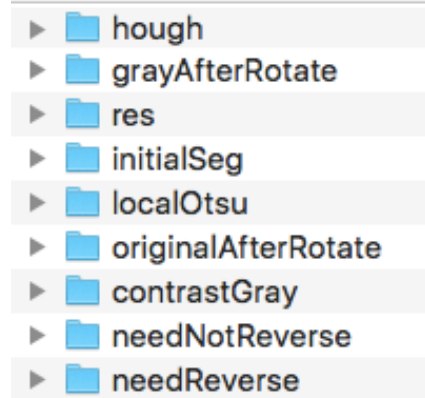 hough
grayAfterRotate
res
initialSeg
localOtsu
originalAfterRotate
contrastGray
needNotReverse
needReverse